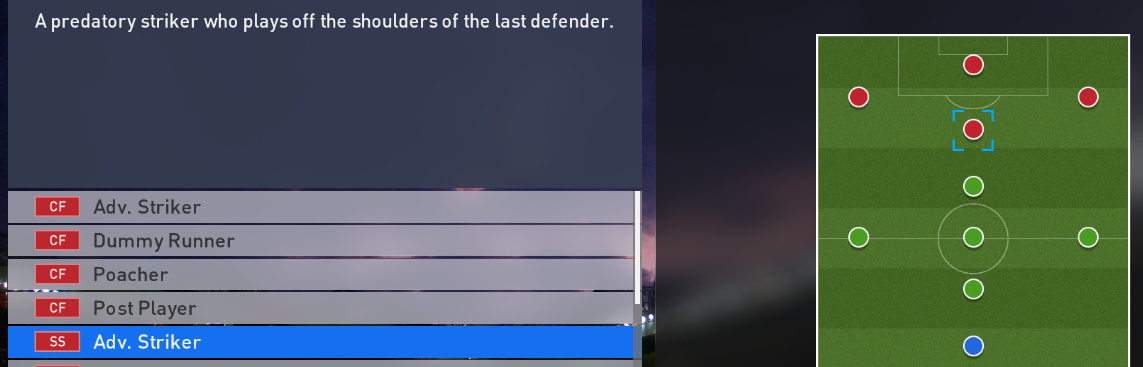 A predatory striker who plays off the shoulders of the last defender.
CF Adv. Striker
CF Dummy Runner
CF Poacher
CF Post Player
SS Adv. Striker